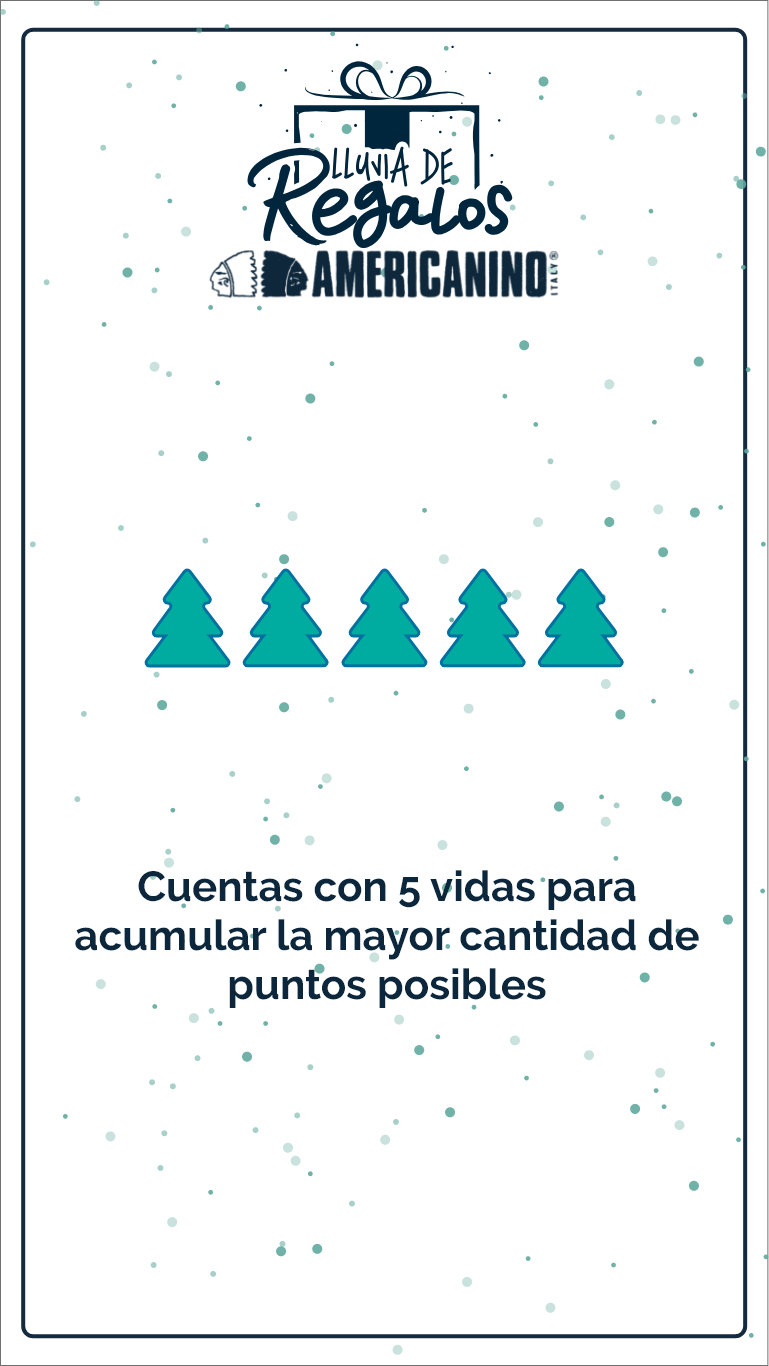 LLUVIA DE
Regalos
AMERICANINO
ITALY®
Cuentas con 5 vidas para
acumular la mayor cantidad de
puntos posibles